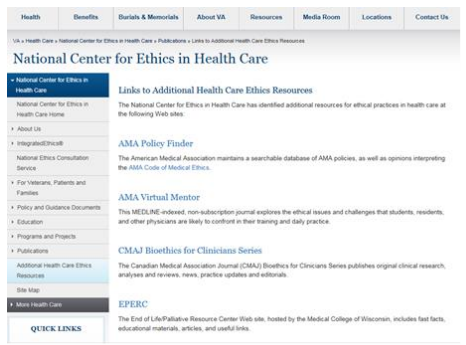 Health Benefits Burials & Memorials About VA Resources Media Room Locations Contact Us
VA » Health Care » National Center for Ethics in Health Care » Publications » Links to Additional Health Care Ethics Resources
National Center for Ethics in Health Care
National Center for Ethics in
Health Care
National Center for Ethics in
Health Care Home
About Us
IntegratedEthics®
National Ethics Consultation
Service
For Veterans, Patients and
Families
Policy and Guidance Documents
Education
Programs and Projects
Publications
Additional Health Care Ethics
Resources
Site Map
More Health Care
QUICK LINKS
Links to Additional Health Care Ethics Resources
The National Center for Ethics in Health Care has identified additional resources for ethical practices in health care at
the following Web sites:
AMA Policy Finder
The American Medical Association maintains a searchable database of AMA policies, as well as opinions interpreting
the AMA Code of Medical Ethics.
AMA Virtual Mentor
This MEDLINE-indexed, non-subscription journal explores the ethical issues and challenges that students, residents,
and other physicians are likely to confront in their training and daily practice.
CMAJ Bioethics for Clinicians Series
The Canadian Medical Association Journal (CMAJ) Bioethics for Clinicians Series publishes original clinical research,
analyses and reviews, news, practice updates and editorials.
EPERC
The End of Life/Palliative Resource Center Web site, hosted by the Medical College of Wisconsin, includes fast facts,
educational materials, articles, and useful links.